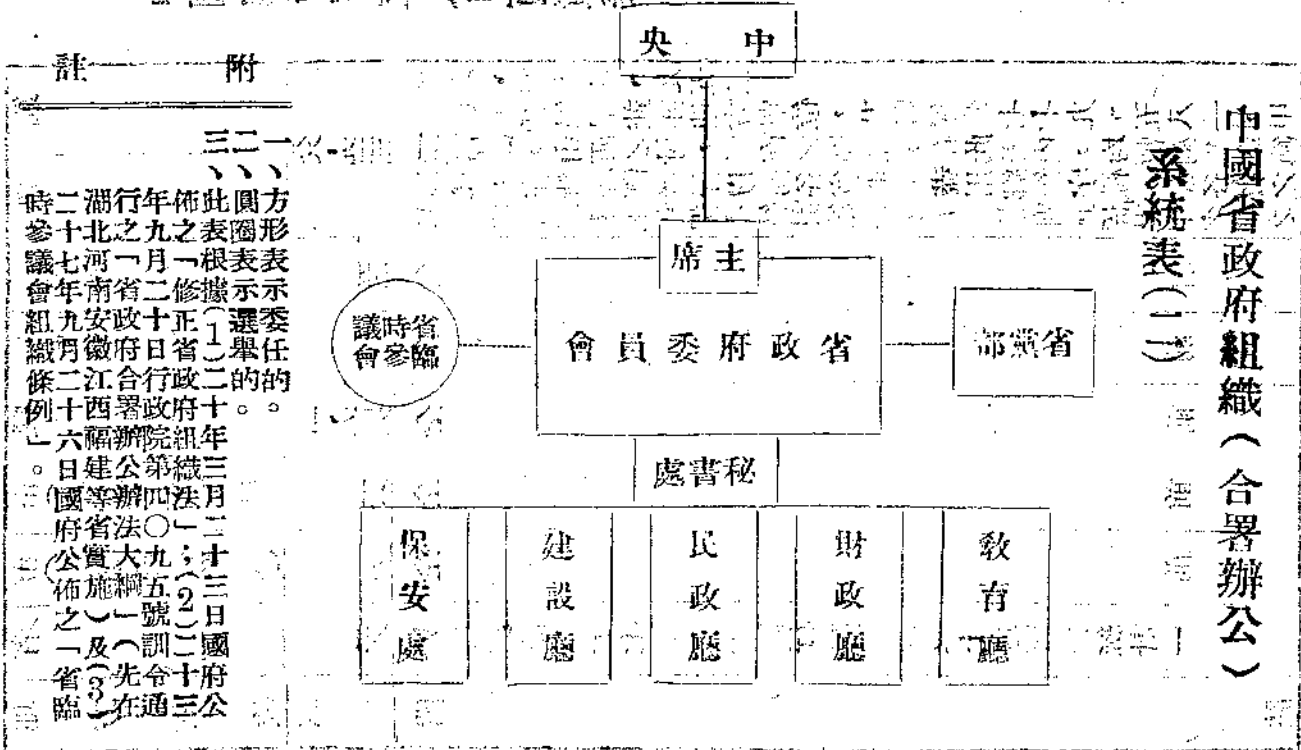 中國省政府組織（合署辦公）
系統表（二）
中央
主席
省政府委員會
省黨部
省臨時參議會
秘書處
教育廳
財政廳
民政廳
建設廳
保安處
附註
一、方形表示委任的。
二、圓圈表示選舉的。
三、此表根據（1）二十年三月二十三日國府公
佈之「修正省政府組織法」；（2）二十三
年九月二十日行政院第四〇九五號訓令通
行之「省政府合署辦公辦法大綱」（先在
湖北河南安徽江西福建等省實施）及（3）
二十七年九月二十六日國府公佈之「省臨
時參議會組織條例」。